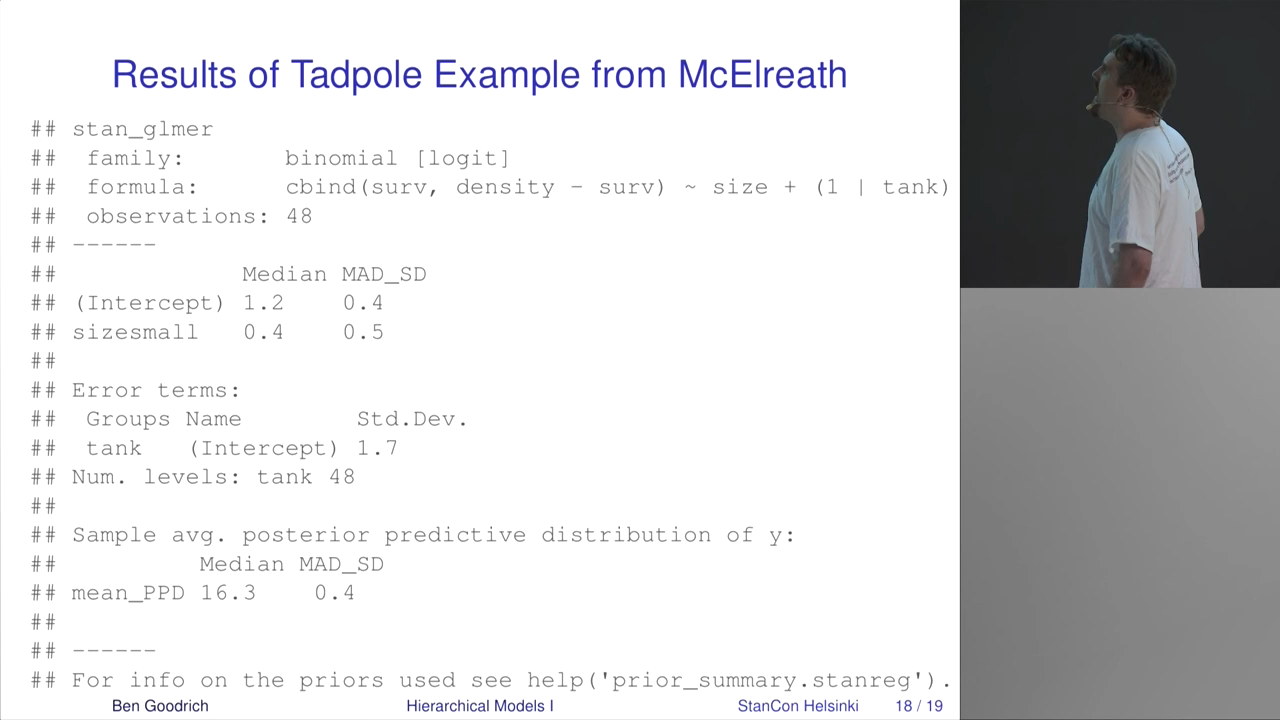 Results of Tadpole Example from McElreath
## stan_glmer
## family: binomial [logit]
## formula: cbind(surv, density - surv) ~ size + (1 | tank)
## observations: 48
## ------
## Median MAD_SD
## (Intercept) 1.2 0.4
## sizesmall 0.4 0.5
##
## Error terms:
## Groups Name Std.Dev.
## tank (Intercept) 1.7
## Num. levels: tank 48
##
## Sample avg. posterior predictive distribution of y:
## Median MAD_SD
## mean_PPD 16.3 0.4
##
## ------
## For info on the priors used see help('prior_summary.stanreg').
Ben Goodrich Hierarchical Models I StanCon Helsinki 18 / 19